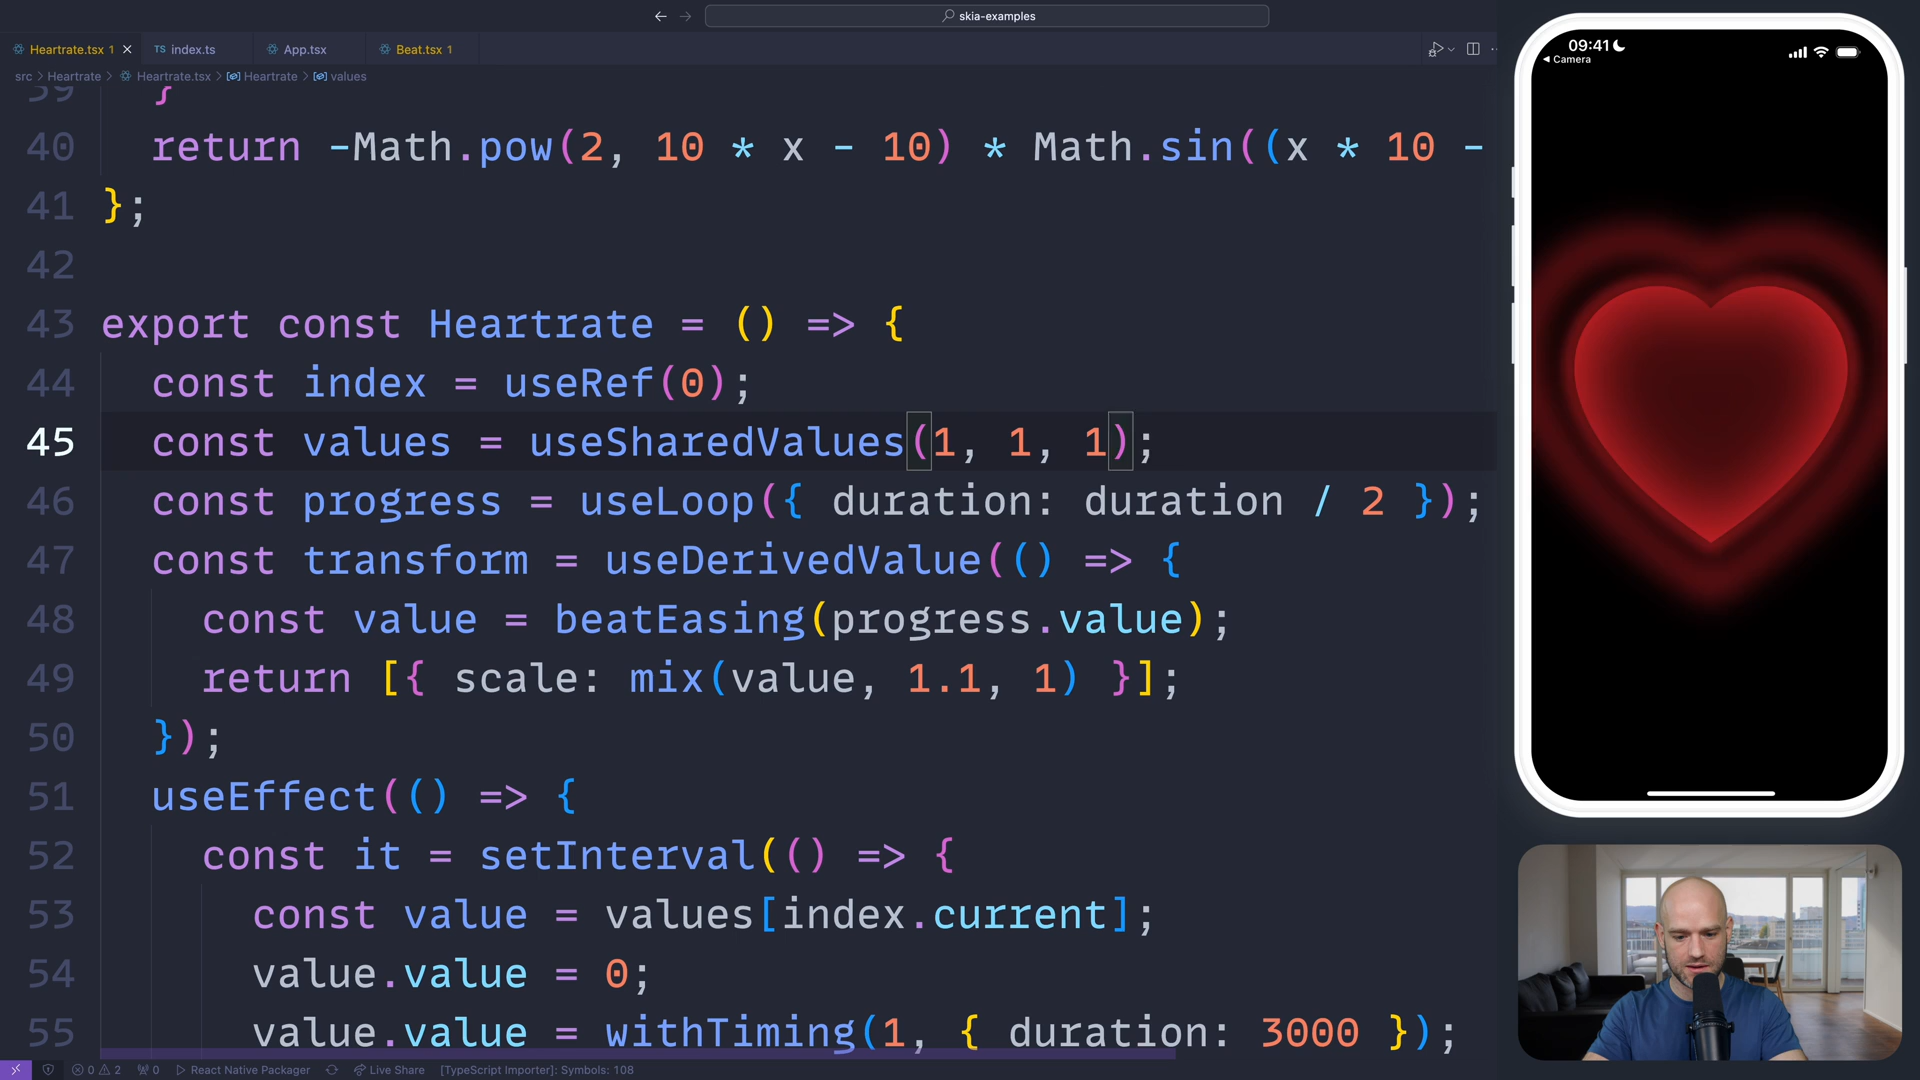 skia-examples
Heartrate.tsx 1
TS index.ts
App.tsx
Beat.tsx 1
src > Heartrate > Heartrate.tsx > Heartrate > values
39 }
40 return -Math.pow(2, 10 * x - 10) * Math.sin((x * 10 -
41 };
42
43 export const Heartrate = () => {
44 const index = useRef(0);
45 const values = useSharedValues(1, 1, 1);
46 const progress = useLoop({ duration: duration / 2 });
47 const transform = useDerivedValue(() => {
48 const value = beatEasing(progress.value);
49 return [{ scale: mix(value, 1.1, 1) }];
50 });
51 useEffect(() => {
52 const it = setInterval(() => {
53 const value = values[index.current];
54 value.value = 0;
55 value.value = withTiming(1, { duration: 3000 });
0 2 0 React Native Packager Live Share [TypeScript Importer]: Symbols: 108
09:41
Camera